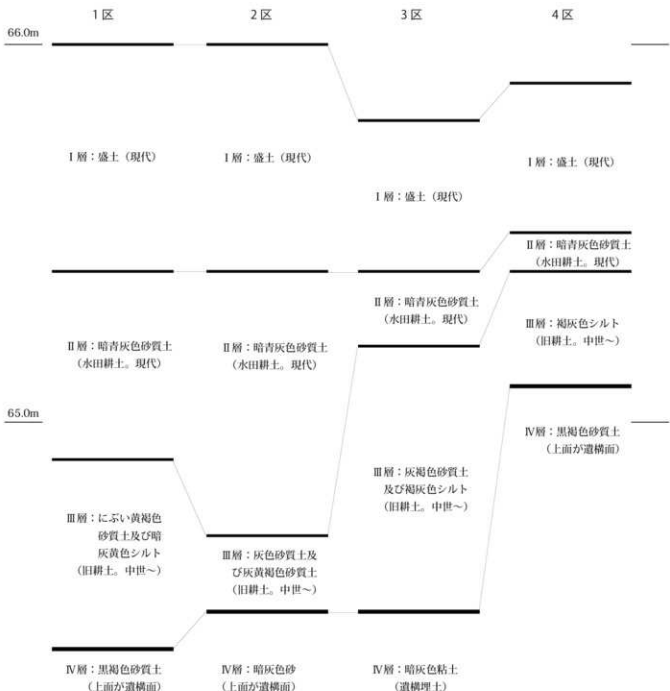 1区
2区
3区
4区
66.0m
Ⅰ層：盛土（現代）
Ⅰ層：盛土（現代）
Ⅰ層：盛土（現代）
Ⅰ層：盛土（現代）
Ⅱ層：暗青灰色砂質土
（水田耕土。現代）
Ⅱ層：暗青灰色砂質土
（水田耕土。現代）
Ⅱ層：暗青灰色砂質土
（水田耕土。現代）
Ⅱ層：暗青灰色砂質土
（水田耕土。現代）
65.0m
Ⅲ層：にぶい黄褐色
砂質土及び暗
灰黄色シルト
（旧耕土。中世～）
Ⅲ層：灰色砂質土及
び灰黄褐色砂質土
（旧耕土。中世～）
Ⅲ層：灰褐色砂質土
及び褐灰色シルト
（旧耕土。中世～）
Ⅲ層：褐灰色シルト
（旧耕土。中世～）
Ⅳ層：黒褐色砂質土
（上面が遺構面）
Ⅳ層：暗灰色砂
（上面が遺構面）
Ⅳ層：暗灰色粘土
（遺構埋土）
Ⅳ層：黒褐色砂質土
（上面が遺構面）